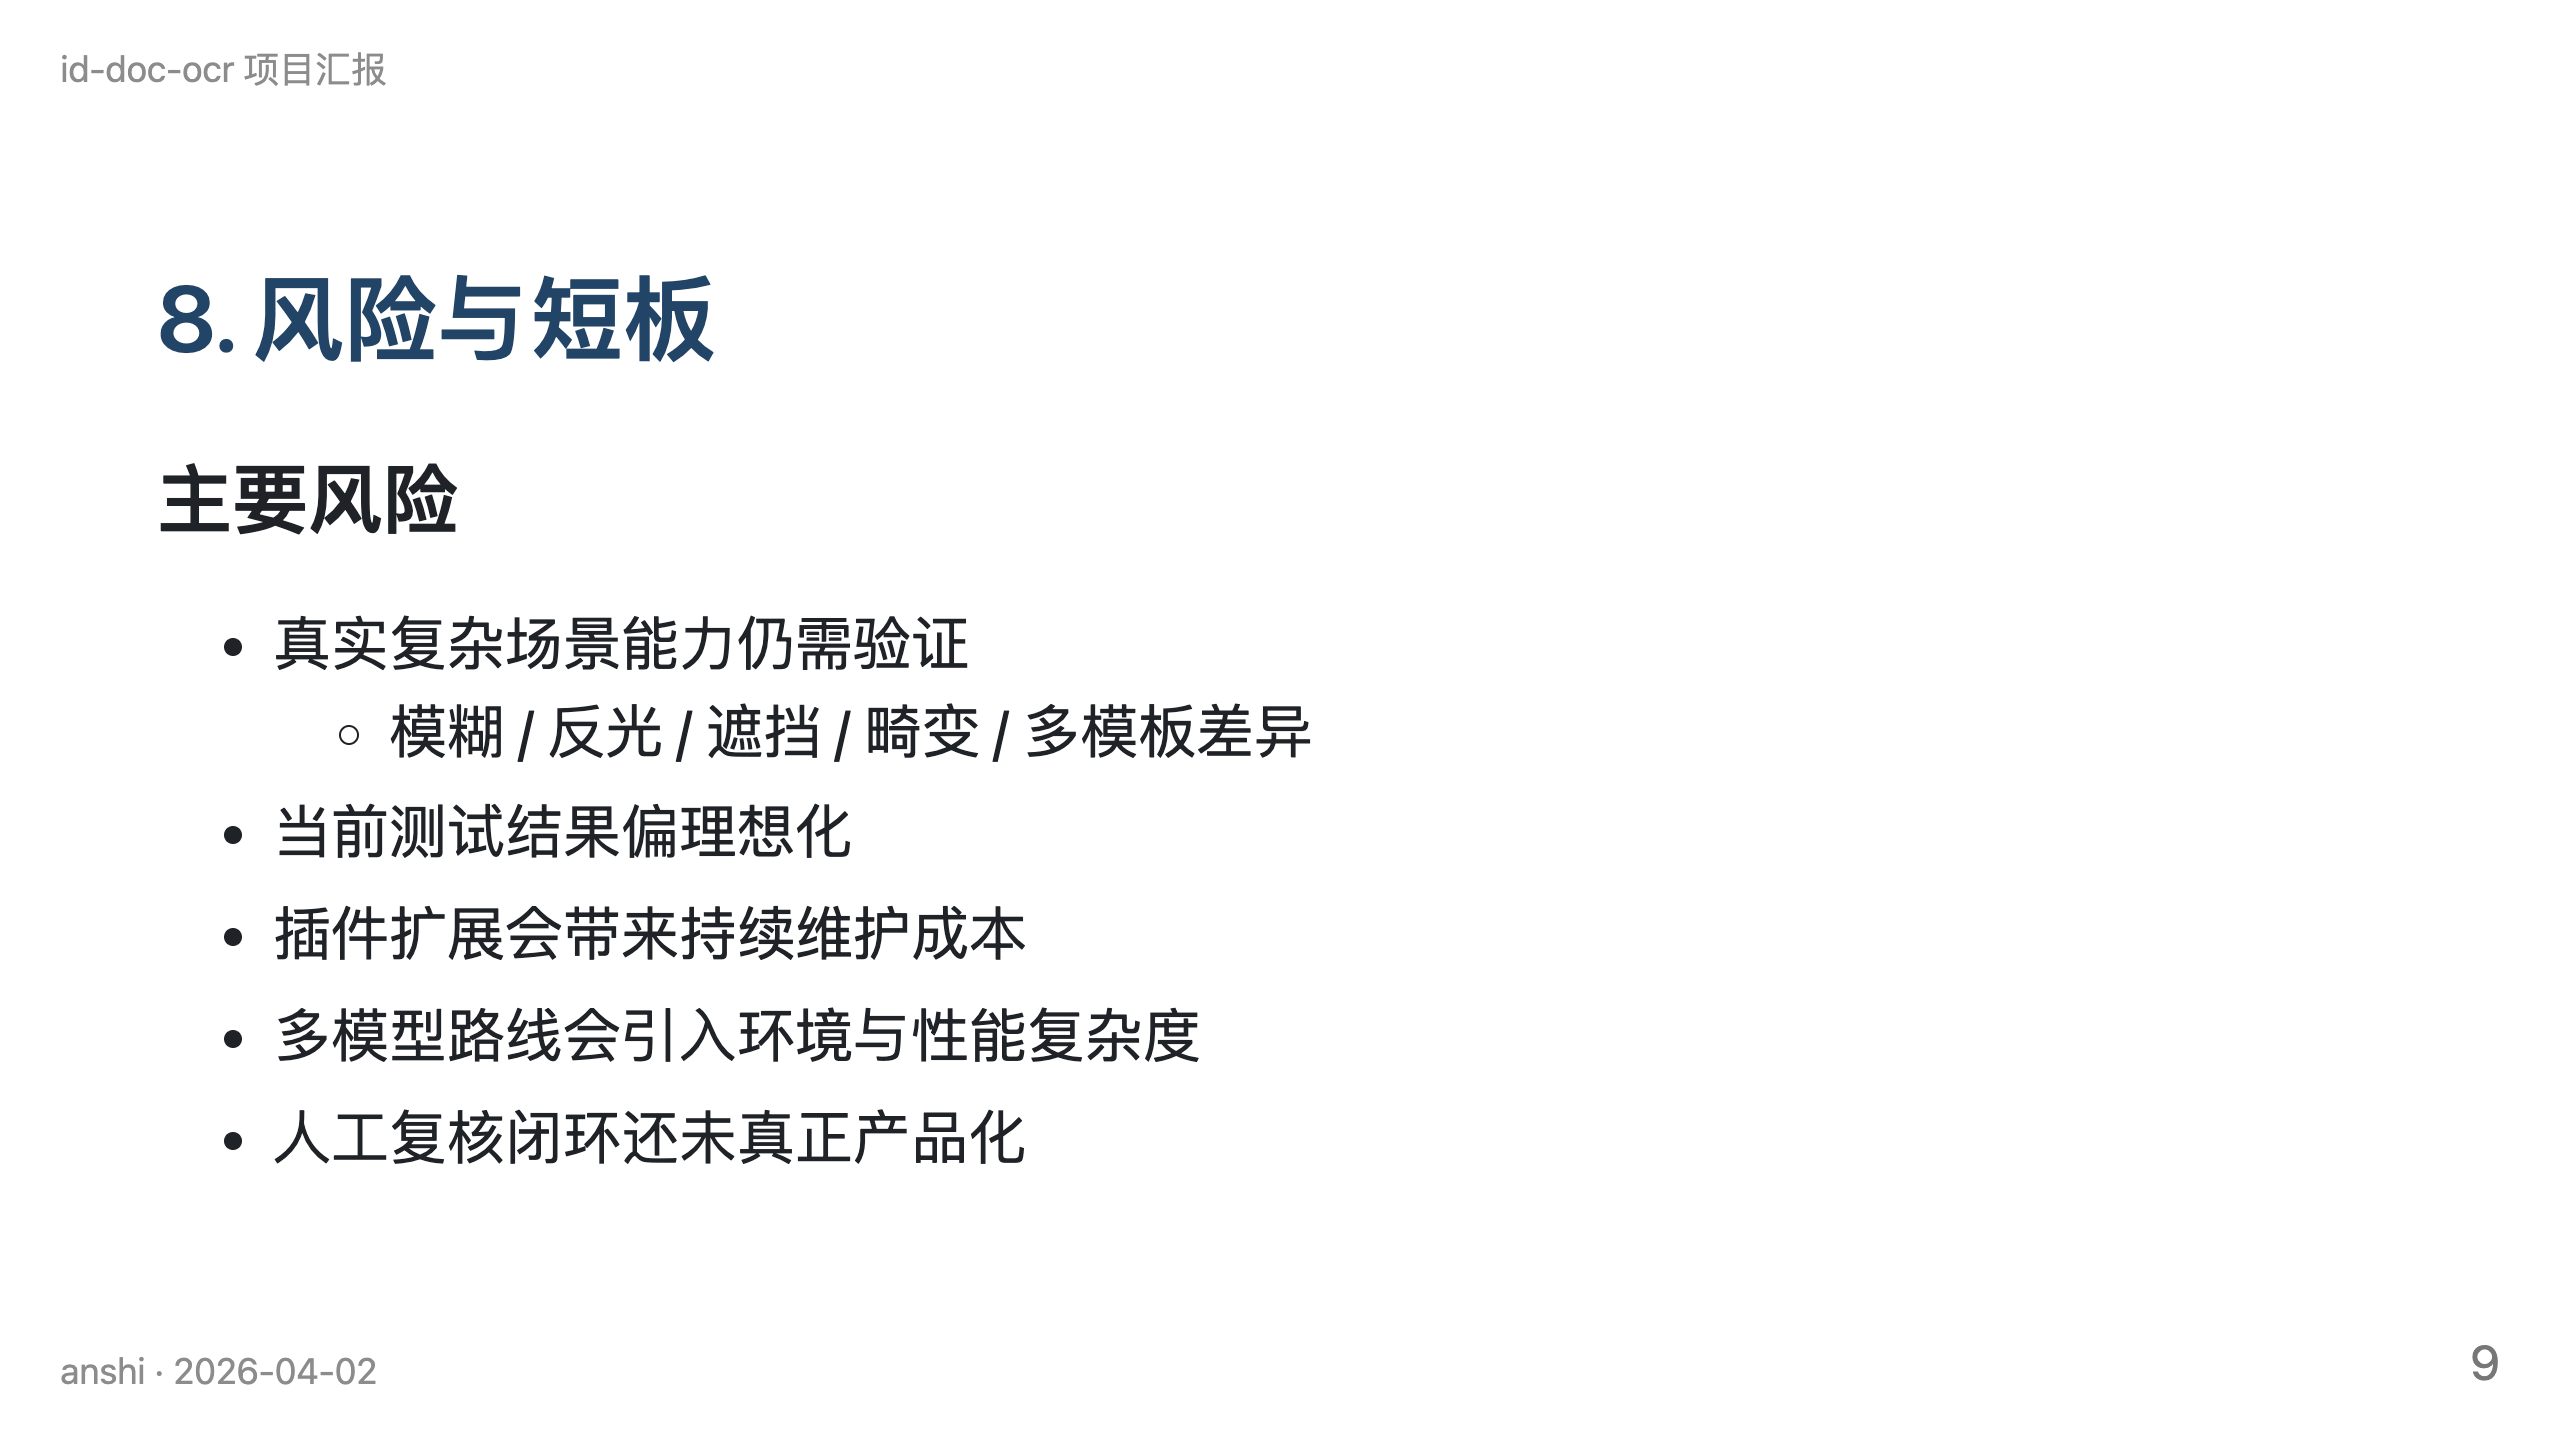 id-doc-ocr 项目汇报
8. 风险与短板
主要风险
• 真实复杂场景能力仍需验证
◦ 模糊 / 反光 / 遮挡 / 畸变 / 多模板差异
• 当前测试结果偏理想化
• 插件扩展会带来持续维护成本
• 多模型路线会引入环境与性能复杂度
• 人工复核闭环还未真正产品化
anshi · 2026-04-02
9